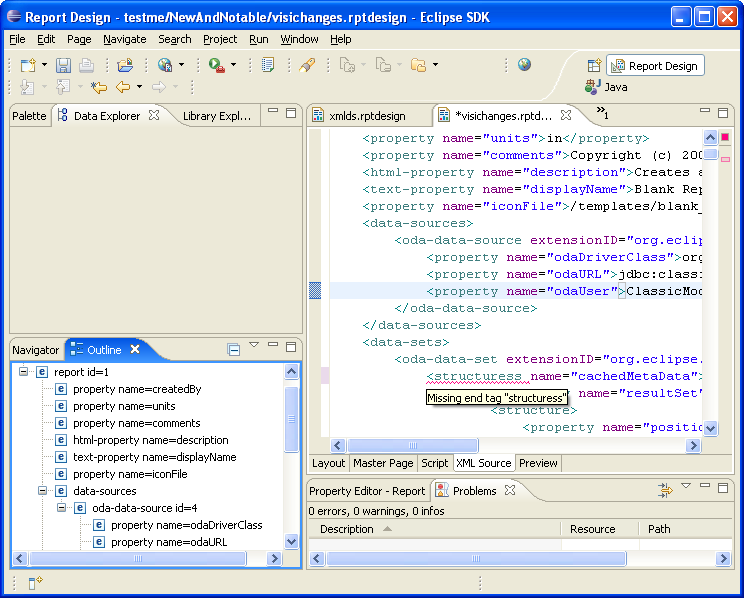 Report Design - testme/NewAndNotable/visichanges.rptdesign - Eclipse SDK
File Edit Page Navigate Search Project Run Window Help
Report Design
Java
Palette Data Explorer Library Expl...
xmlds.rptdesign *visichanges.rptd... »1
<property name="units">in</property>
<property name="comments">Copyright (c) 200
<html-property name="description">Creates a
<text-property name="displayName">Blank Rep
<property name="iconFile">/templates/blank_
<data-sources>
<oda-data-source extensionID="org.eclip
<property name="odaDriverClass">org
<property name="odaURL">jdbc:classi
<property name="odaUser">ClassicMod
</oda-data-source>
</data-sources>
<data-sets>
<oda-data-set extensionID="org.eclipse.
<structuress name="cachedMetaData">
Missing end tag "structuress"
name="resultSet"
<structure>
<property name="positio
Layout Master Page Script XML Source Preview
Navigator Outline
report id=1
property name=createdBy
property name=units
property name=comments
html-property name=description
text-property name=displayName
property name=iconFile
data-sources
oda-data-source id=4
property name=odaDriverClass
property name=odaURL
Property Editor - Report Problems
0 errors, 0 warnings, 0 infos
Description Resource Path